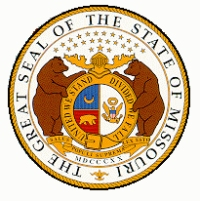 THE GREAT SEAL OF THE STATE OF MISSOURI
UNITED WE STAND DIVIDED WE FALL
MDCCCXX